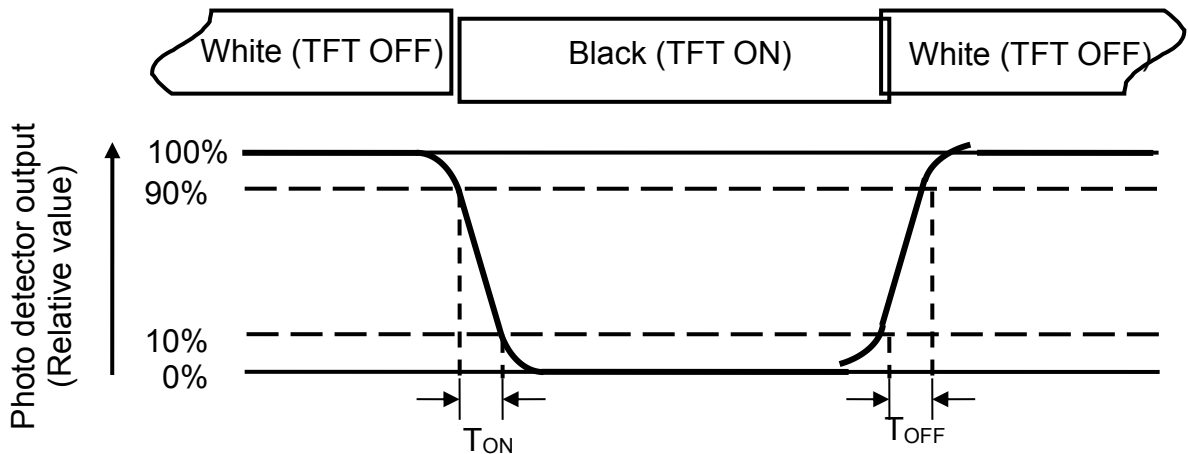 White (TFT OFF)
Black (TFT ON)
White (TFT OFF)
Photo detector output
(Relative value)
100%
90%
10%
0%
TON
TOFF